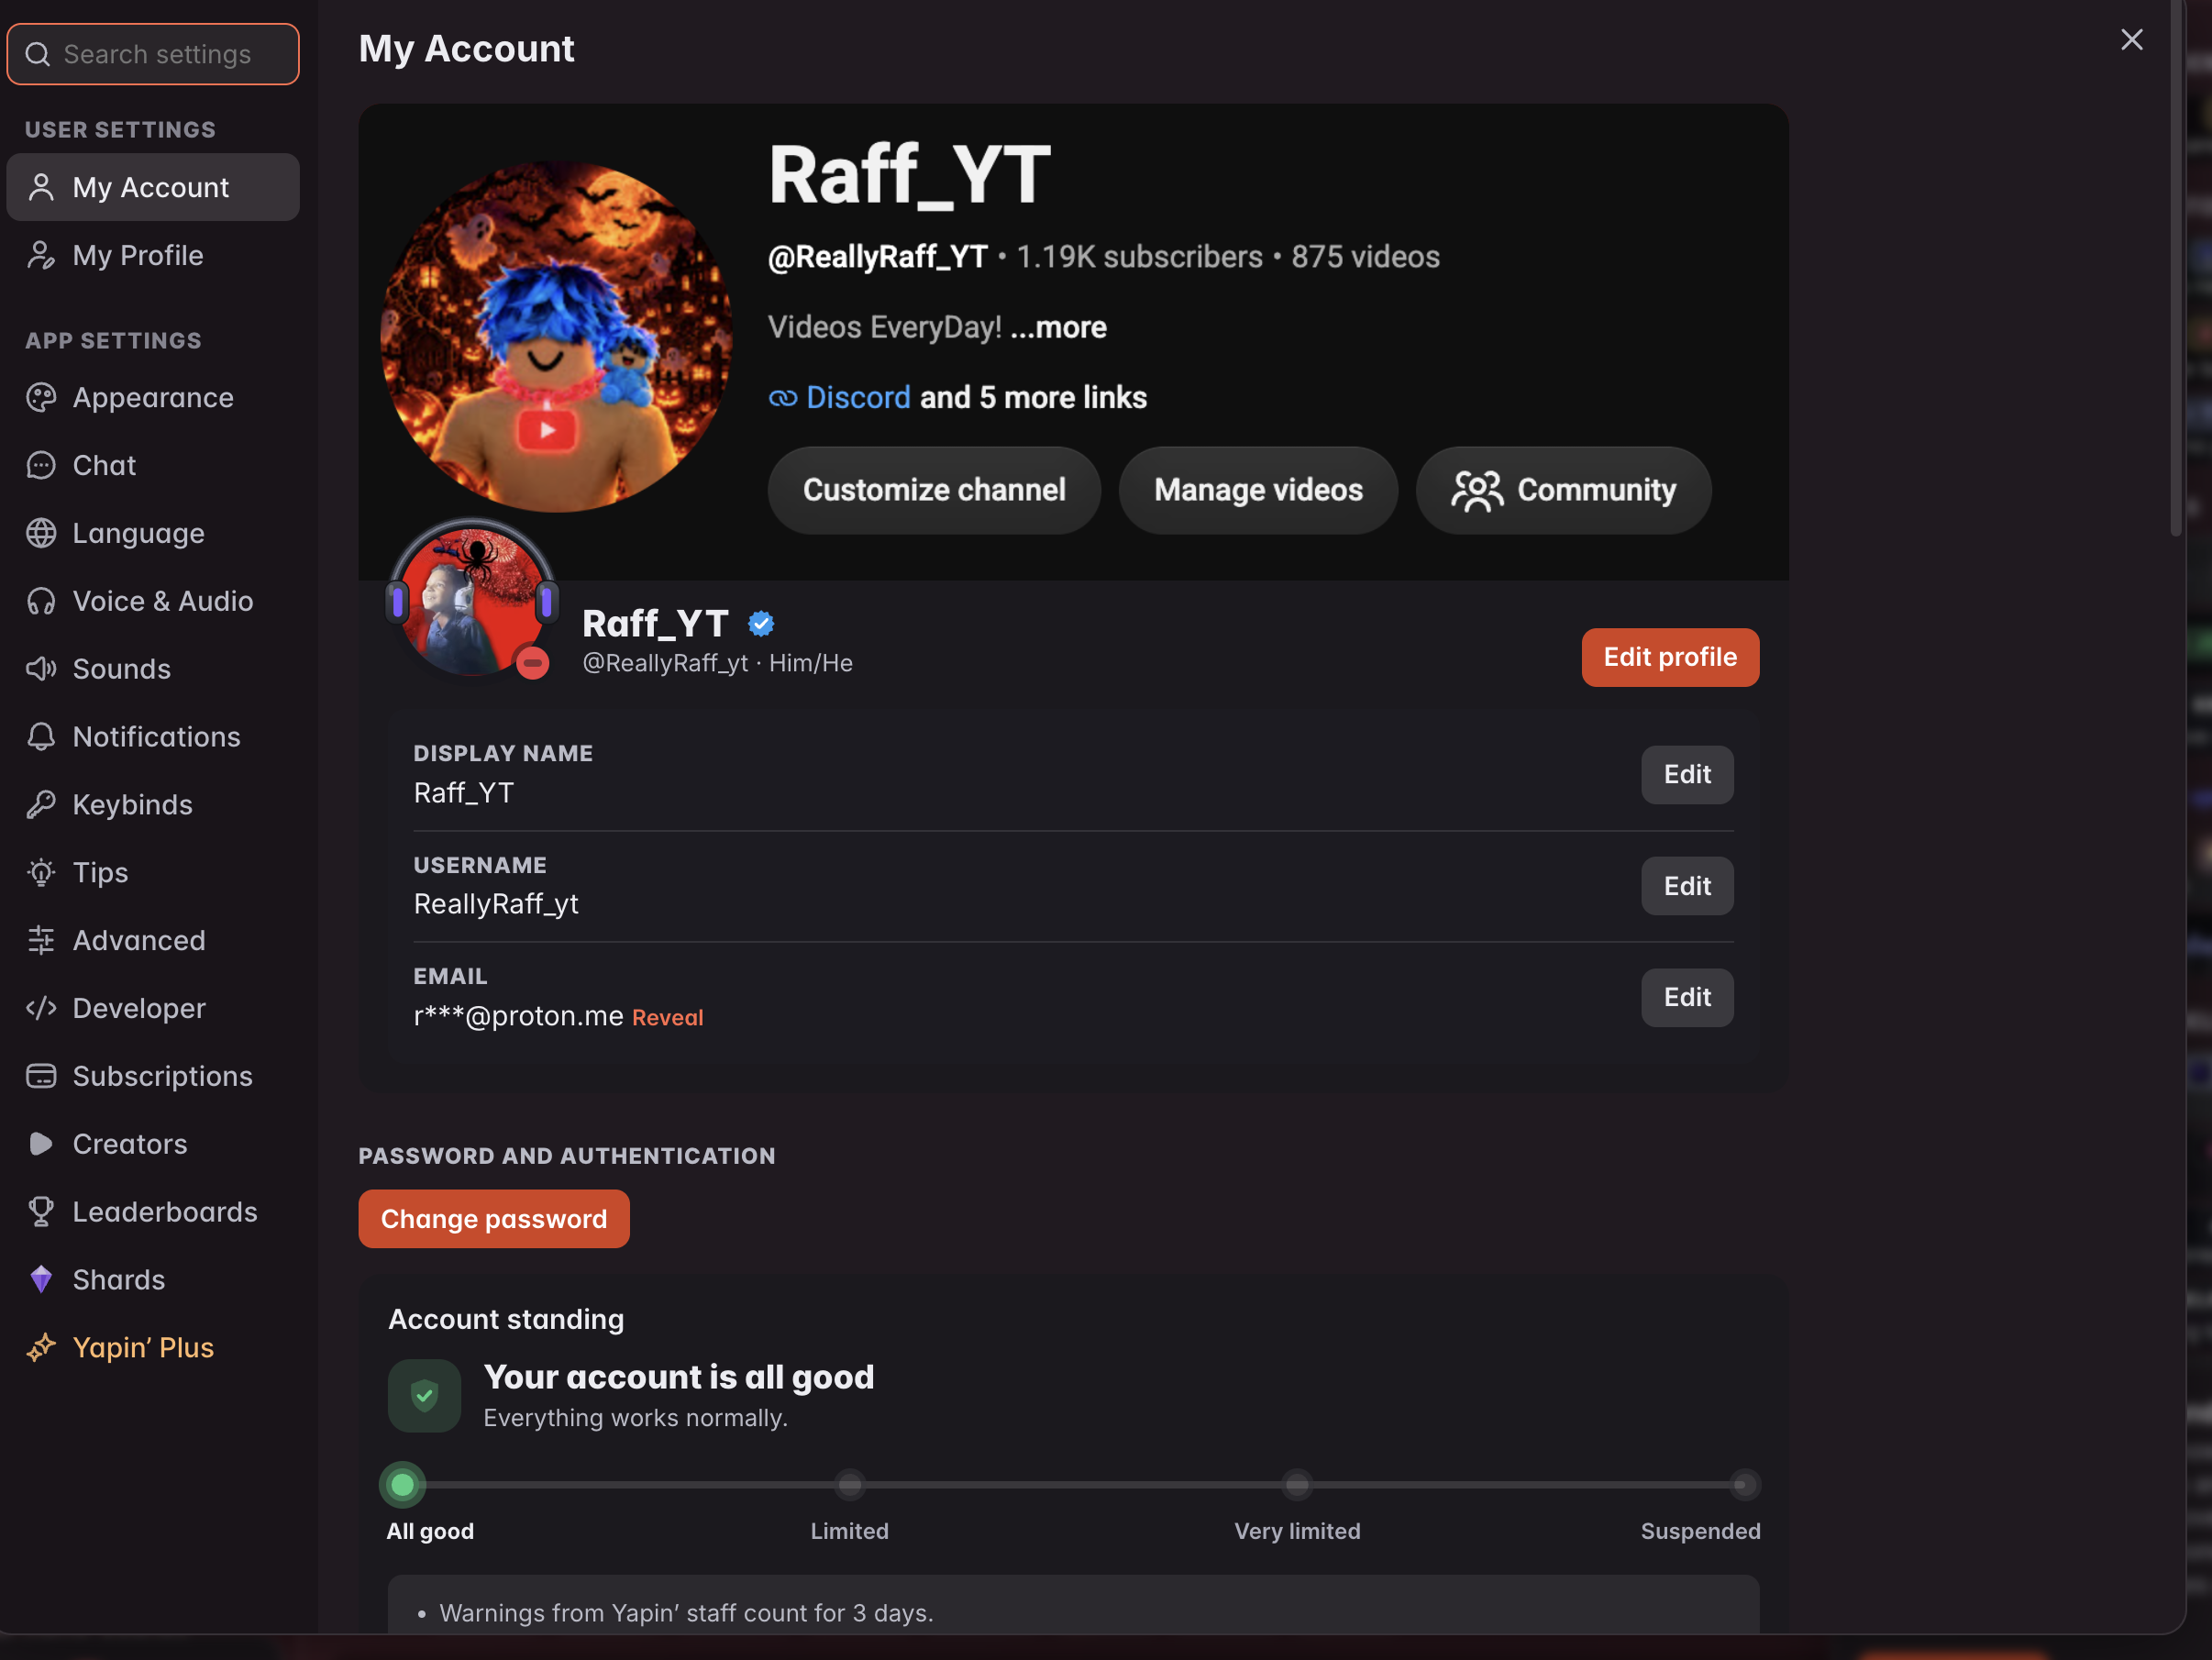 Search settings
USER SETTINGS
My Account
My Profile
APP SETTINGS
Appearance
Chat
Language
Voice & Audio
Sounds
Notifications
Keybinds
Tips
Advanced
Developer
Subscriptions
Creators
Leaderboards
Shards
Yapin’ Plus
My Account
Raff_YT
@ReallyRaff_YT • 1.19K subscribers • 875 videos
Videos EveryDay! ...more
Discord and 5 more links
Customize channel
Manage videos
Community
Raff_YT
@ReallyRaff_yt · Him/He
Edit profile
DISPLAY NAME
Raff_YT
Edit
USERNAME
ReallyRaff_yt
Edit
EMAIL
r***@proton.me Reveal
Edit
PASSWORD AND AUTHENTICATION
Change password
Account standing
Your account is all good
Everything works normally.
All good
Limited
Very limited
Suspended
• Warnings from Yapin’ staff count for 3 days.